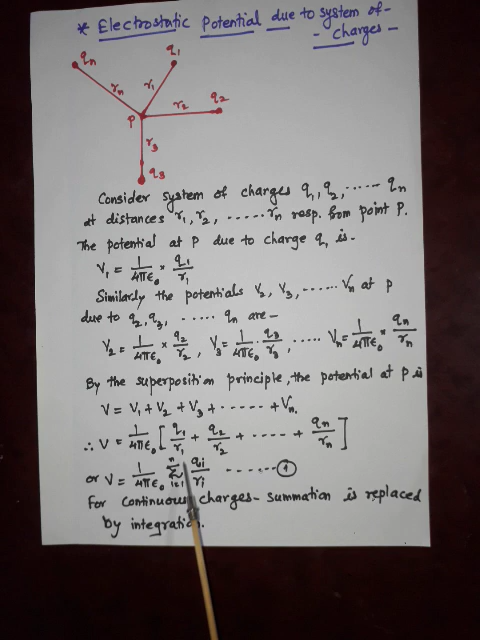 * Electrostatic Potential due to system of-
- charges -
qn
q1
rn
r1
r2
q2
P
r3
q3
Consider system of charges q1, q2, ...... qn
at distances r1, r2, ...... rn resp. from point P.
The potential at P due to charge q1 is -
V1 = 1/4πε0 × q1/r1
Similarly the potentials V2, V3, ...... Vn at P
due to q2, q3, ...... qn are -
V2 = 1/4πε0 × q2/r2, V3 = 1/4πε0 · q3/r3, ...... Vn = 1/4πε0 × qn/rn
By the superposition principle, the potential at P is
V = V1 + V2 + V3 + ...... + Vn.
∴ V = 1/4πε0 [ q1/r1 + q2/r2 + ...... + qn/rn ]
or V = 1/4πε0 Σ i=1 n qi/ri ...... 1
For continuous charges - summation is replaced
by integration.